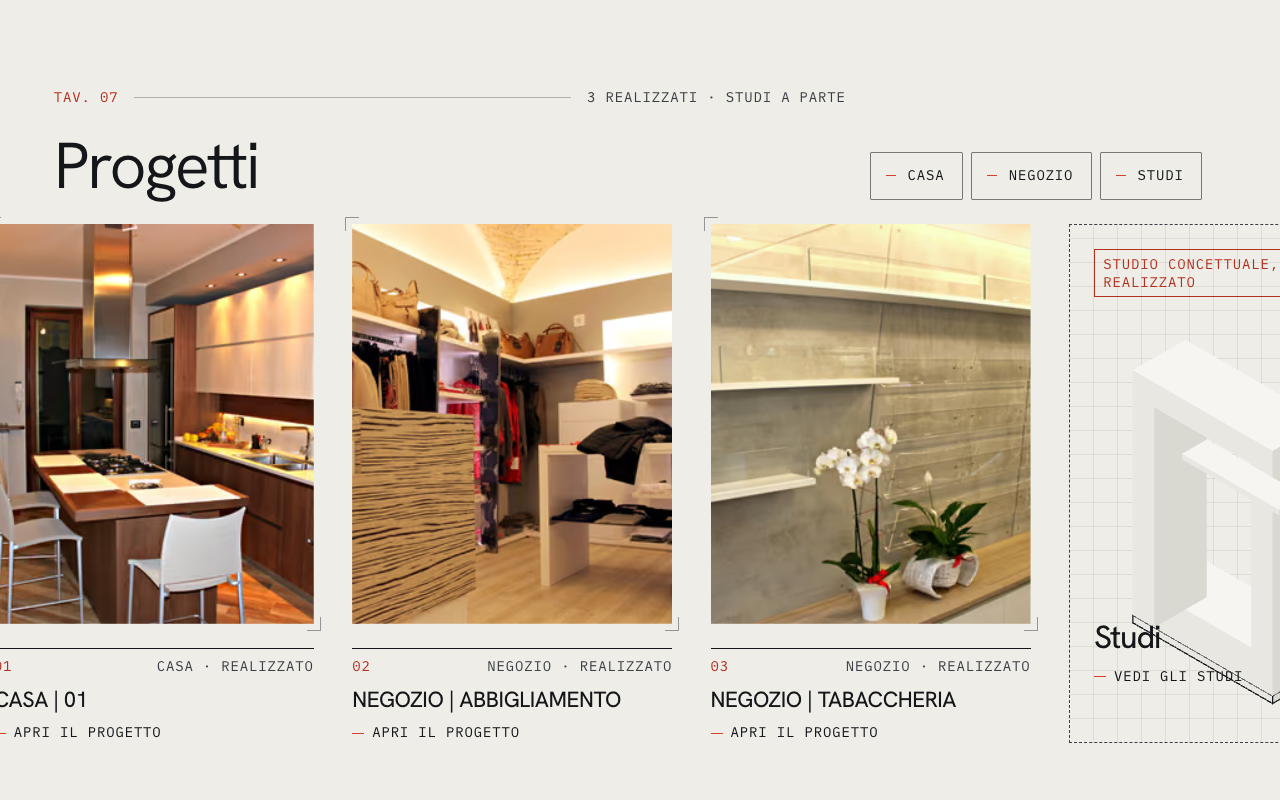 TAV. 07
3 REALIZZATI · STUDI A PARTE
Progetti
— CASA
— NEGOZIO
— STUDI
STUDIO CONCETTUALE,
REALIZZATO
Studi
— VEDI GLI STUDI
01
CASA · REALIZZATO
CASA | 01
— APRI IL PROGETTO
02
NEGOZIO · REALIZZATO
NEGOZIO | ABBIGLIAMENTO
— APRI IL PROGETTO
03
NEGOZIO · REALIZZATO
NEGOZIO | TABACCHERIA
— APRI IL PROGETTO